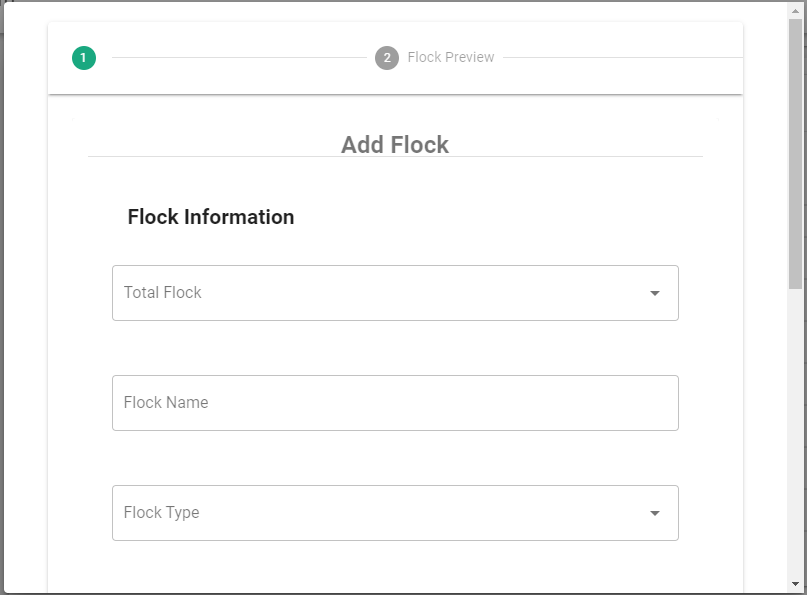 1
2 Flock Preview
Add Flock
Flock Information
Total Flock
Flock Name
Flock Type